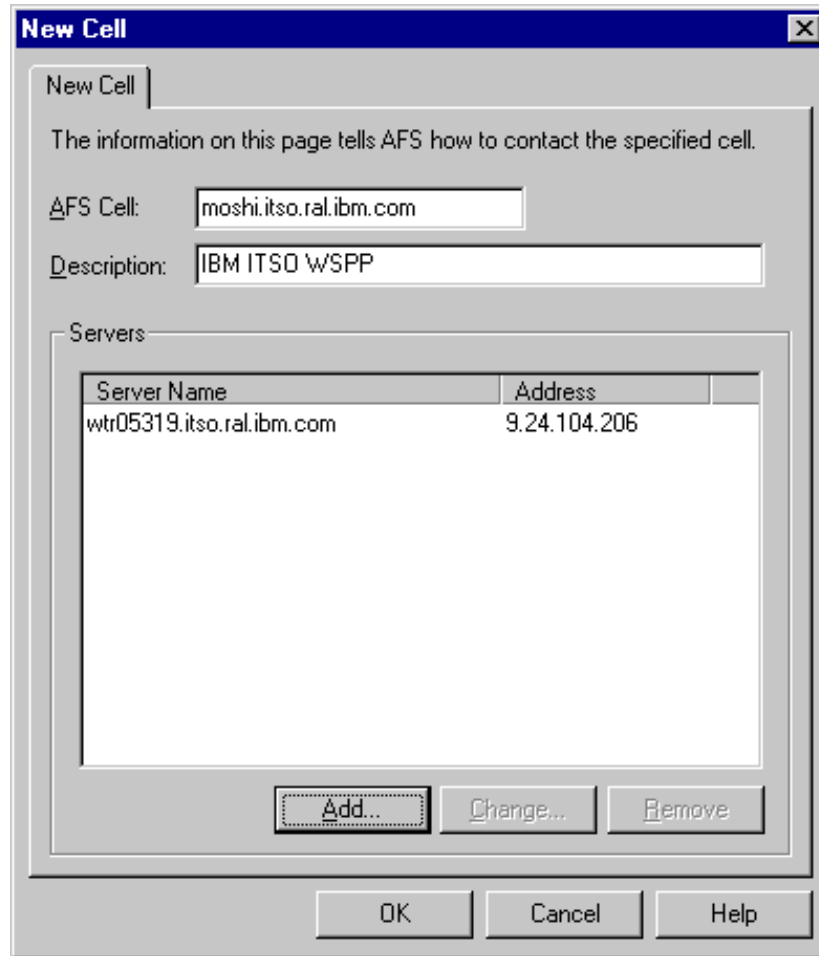 New Cell
New Cell
The information on this page tells AFS how to contact the specified cell.
AFS Cell: moshi.itso.ral.ibm.com
Description: IBM ITSO WSPP
Servers
Server Name Address
wtr05319.itso.ral.ibm.com 9.24.104.206
Add... Change... Remove
OK Cancel Help